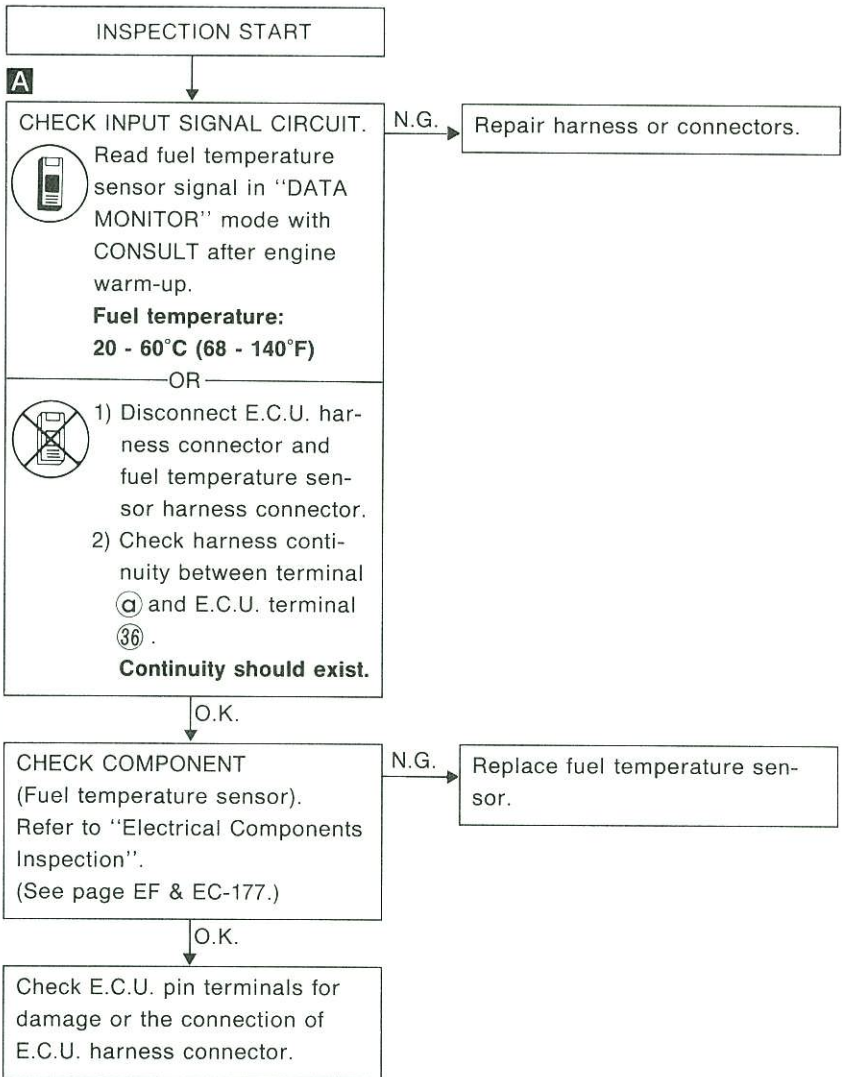 INSPECTION START
A
CHECK INPUT SIGNAL CIRCUIT.
Read fuel temperature
sensor signal in ''DATA
MONITOR'' mode with
CONSULT after engine
warm-up.
Fuel temperature:
20 - 60°C (68 - 140°F)
OR
1) Disconnect E.C.U. har-
ness connector and
fuel temperature sen-
sor harness connector.
2) Check harness conti-
nuity between terminal
ⓐ and E.C.U. terminal
㊱ .
Continuity should exist.
N.G.
Repair harness or connectors.
O.K.
CHECK COMPONENT
(Fuel temperature sensor).
Refer to ''Electrical Components
Inspection''.
(See page EF & EC-177.)
N.G.
Replace fuel temperature sen-
sor.
O.K.
Check E.C.U. pin terminals for
damage or the connection of
E.C.U. harness connector.